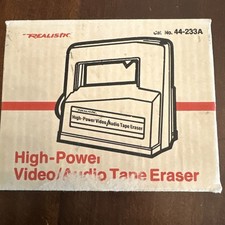 REALISTIC
Cat. No. 44-233A
High-Power Video/Audio Tape Eraser
High-Power
Video/Audio Tape Eraser